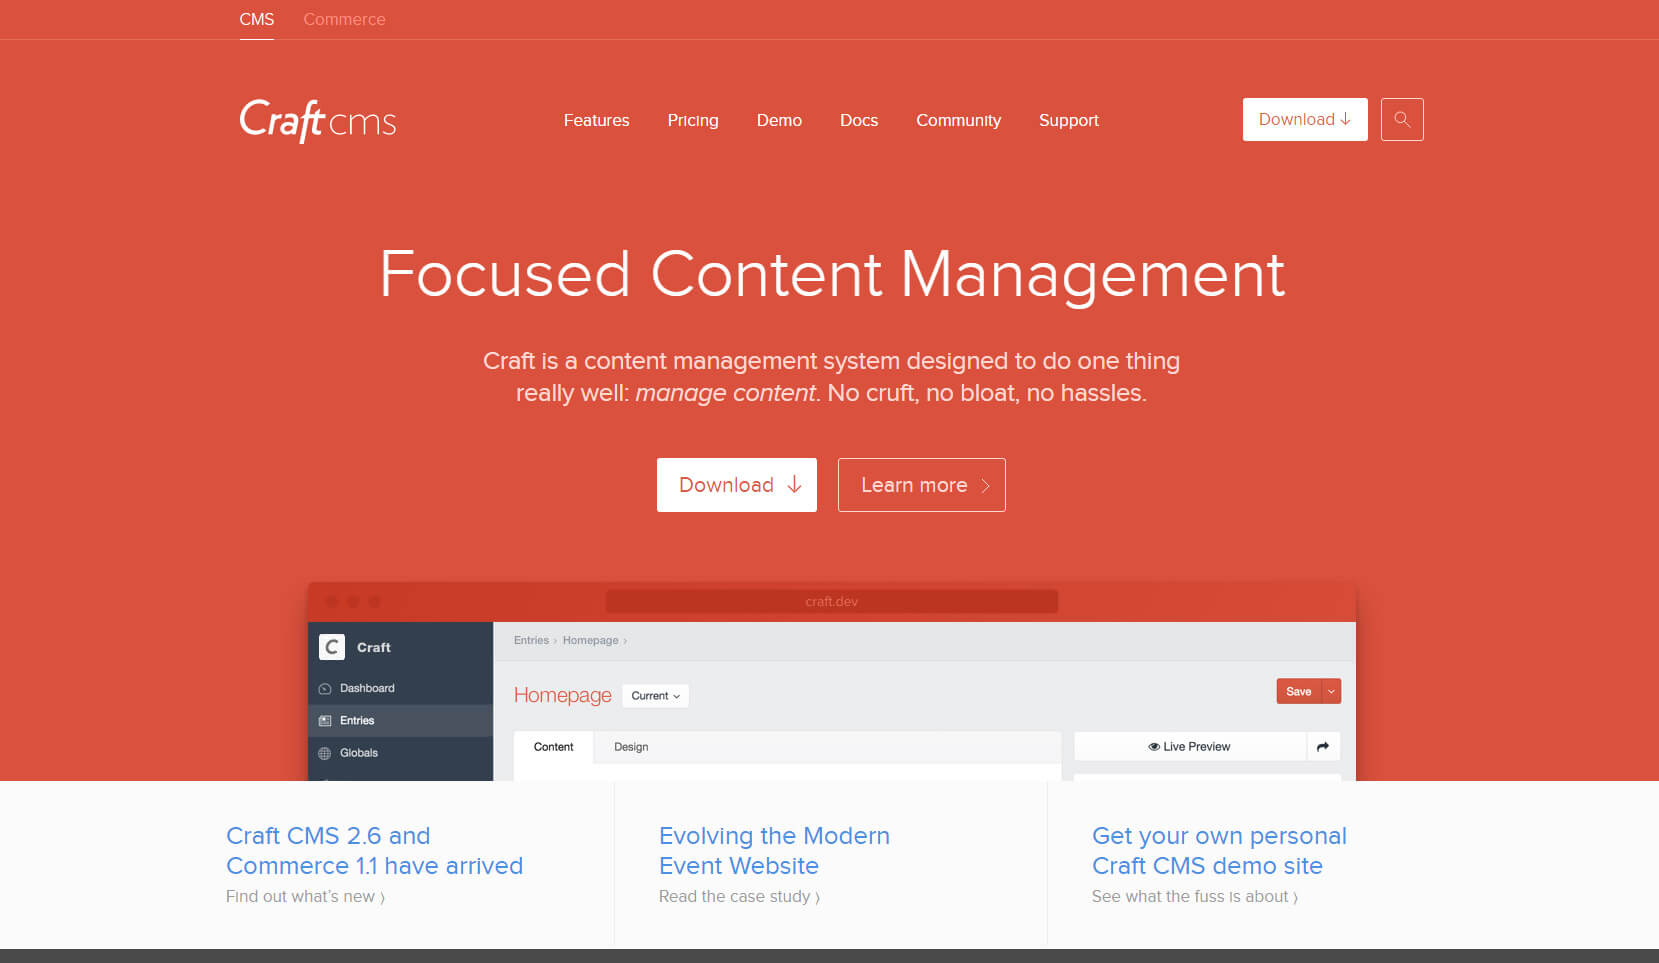 CMS Commerce
Craft cms
Features Pricing Demo Docs Community Support
Download ↓
Focused Content Management
Craft is a content management system designed to do one thing
really well: manage content. No cruft, no bloat, no hassles.
Download ↓ Learn more >
craft.dev
C Craft
Dashboard
Entries
Globals
Entries › Homepage ›
Homepage Current
Save
Content Design
Live Preview
Craft CMS 2.6 and
Commerce 1.1 have arrived
Find out what’s new ⟩
Evolving the Modern
Event Website
Read the case study ⟩
Get your own personal
Craft CMS demo site
See what the fuss is about ⟩